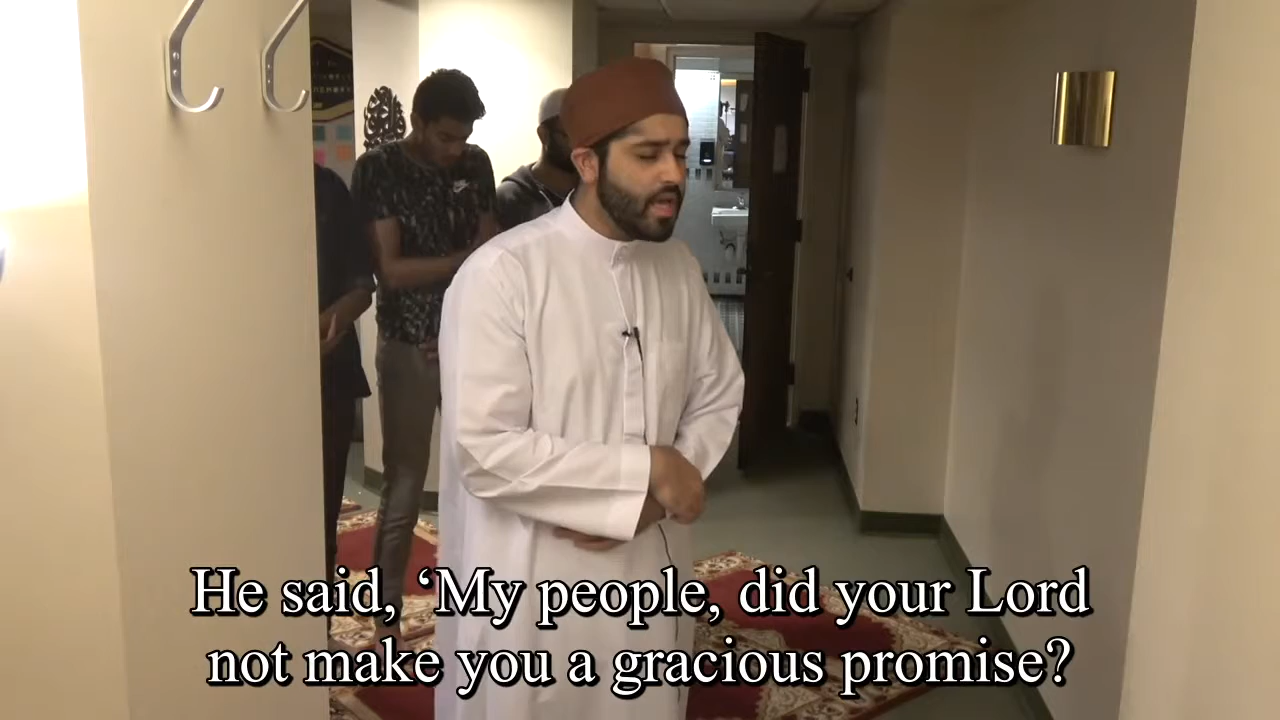 He said, ‘My people, did your Lord
not make you a gracious promise?